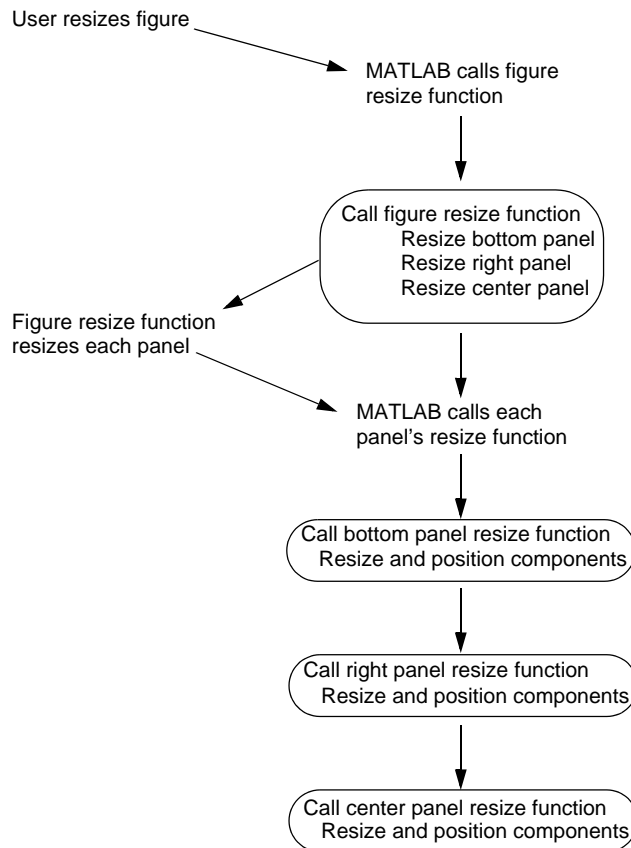 User resizes figure
MATLAB calls figure
resize function
Call figure resize function
Resize bottom panel
Resize right panel
Resize center panel
Figure resize function
resizes each panel
MATLAB calls each
panel's resize function
Call bottom panel resize function
Resize and position components
Call right panel resize function
Resize and position components
Call center panel resize function
Resize and position components